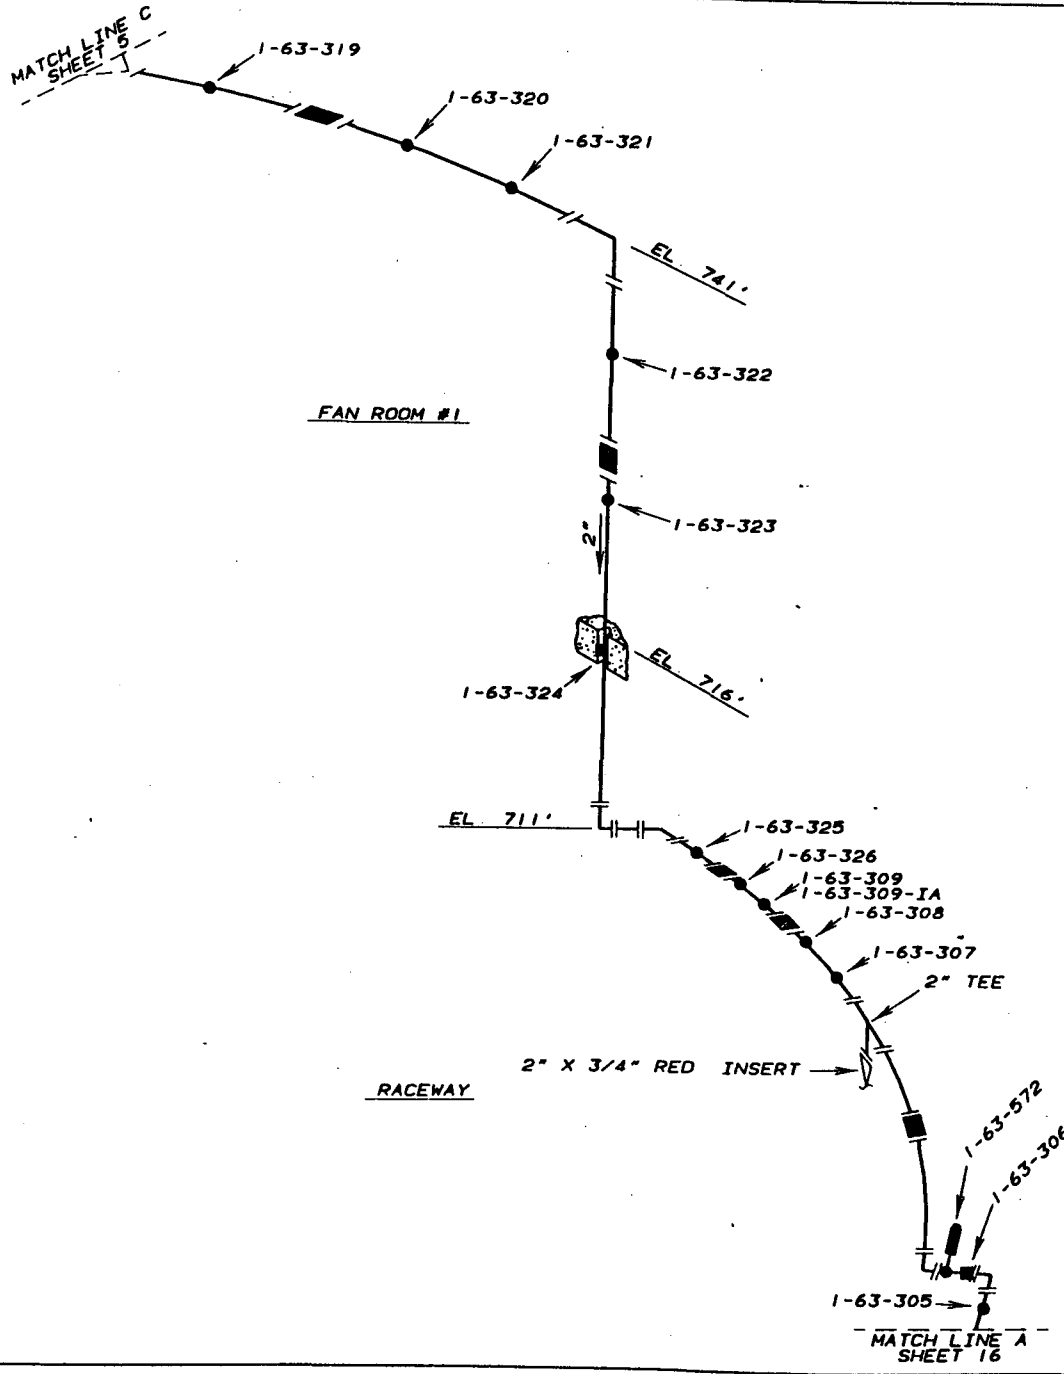 MATCH LINE C
SHEET 5
1-63-319
1-63-320
1-63-321
EL. 741'
1-63-322
FAN ROOM #1
1-63-323
2"
EL. 716'
1-63-324
EL. 711'
1-63-325
1-63-326
1-63-309
1-63-309-IA
1-63-308
1-63-307
2" TEE
2" X 3/4" RED INSERT
RACEWAY
1-63-572
1-63-306
1-63-305
MATCH LINE A
SHEET 16